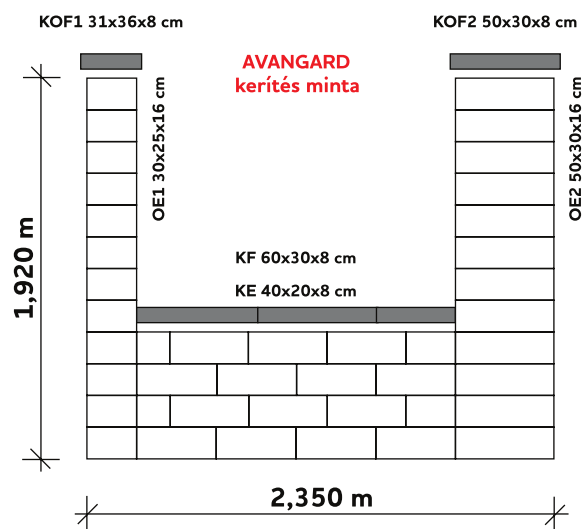 KOF1 31x36x8 cm
KOF2 50x30x8 cm
AVANGARD
kerítés minta
OE1 30x25x16 cm
OE2 50x30x16 cm
1,920 m
KF 60x30x8 cm
KE 40x20x8 cm
2,350 m